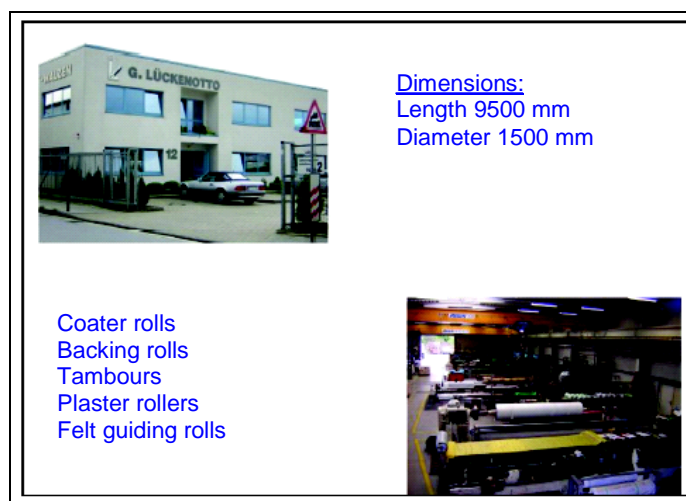 WALZEN
G. LÜCKENOTTO
12
Dimensions:
Length 9500 mm
Diameter 1500 mm
Coater rolls
Backing rolls
Tambours
Plaster rollers
Felt guiding rolls